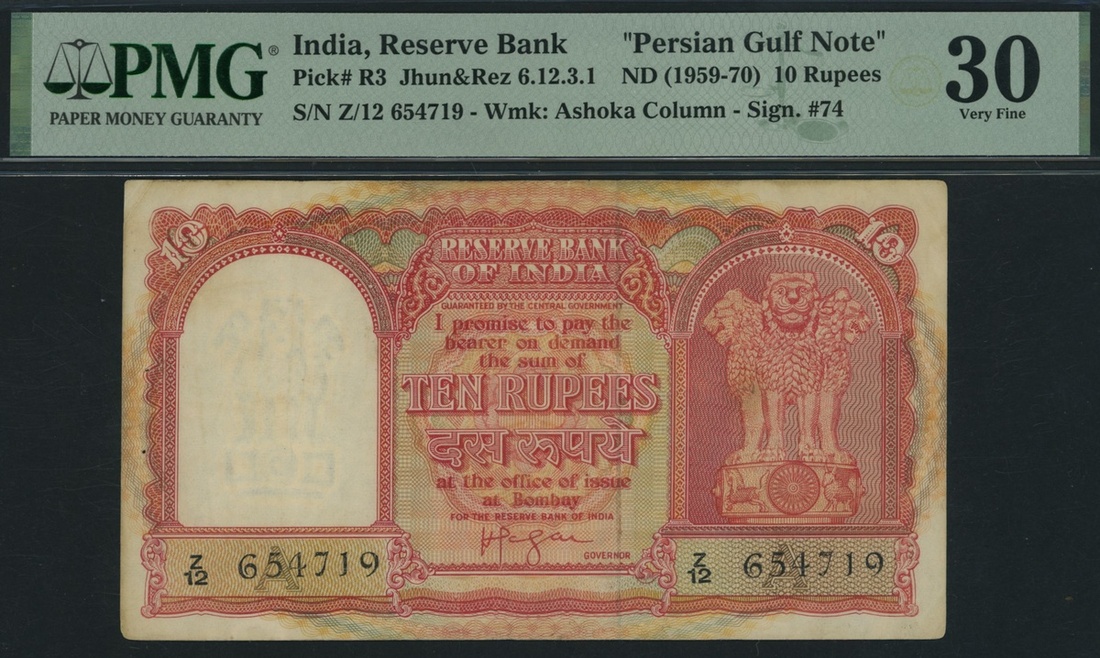 PMG®
PAPER MONEY GUARANTY
India, Reserve Bank "Persian Gulf Note"
Pick# R3 Jhun&Rez 6.12.3.1 ND (1959-70) 10 Rupees
S/N Z/12 654719 - Wmk: Ashoka Column - Sign. #74
30
Very Fine
10 10
RESERVE BANK
OF INDIA
GUARANTEED BY THE CENTRAL GOVERNMENT
I promise to pay the
bearer on demand
the sum of
TEN RUPEES
दस रूपये
at the office of issue
at Bombay
FOR THE RESERVE BANK OF INDIA
GOVERNOR
Z/12 654719 A
Z/12 654719 A